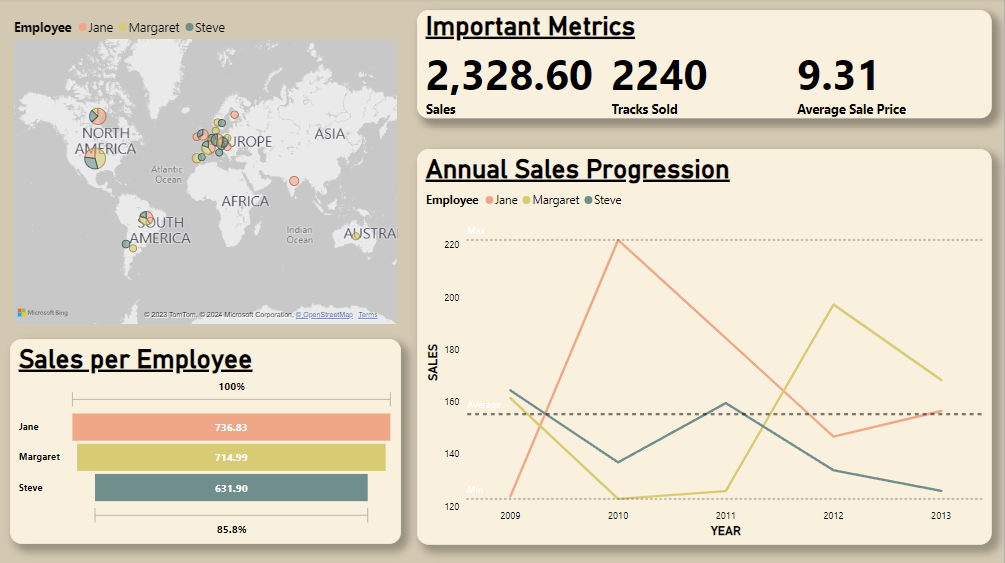 Employee Jane Margaret Steve
NORTH
AMERICA
Atlantic
Ocean
EUROPE
ASIA
AFRICA
SOUTH
AMERICA
Indian
Ocean
AUSTRA
Microsoft Bing
© 2023 TomTom, © 2024 Microsoft Corporation, © OpenStreetMap Terms
Sales per Employee
100%
Jane 736.83
Margaret 714.99
Steve 631.90
85.8%
Important Metrics
2,328.60 2240 9.31
Sales Tracks Sold Average Sale Price
Annual Sales Progression
Employee Jane Margaret Steve
Max
220
200
180
160
Average
140
Min
120
SALES
2009 2010 2011 2012 2013
YEAR